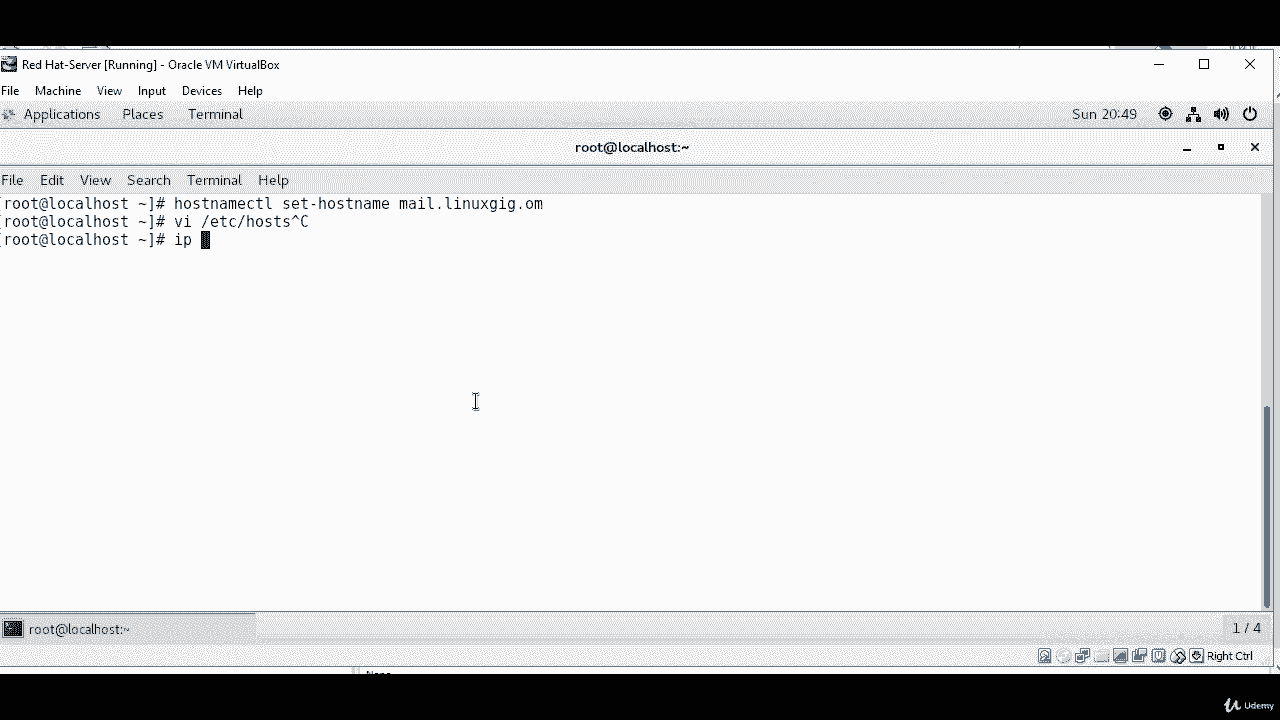 Red Hat-Server [Running] - Oracle VM VirtualBox
File Machine View Input Devices Help
Applications Places Terminal Sun 20:49
root@localhost:~
File Edit View Search Terminal Help
[root@localhost ~]# hostnamectl set-hostname mail.linuxgig.om
[root@localhost ~]# vi /etc/hosts^C
[root@localhost ~]# ip
root@localhost:~ 1 / 4
Right Ctrl
Udemy